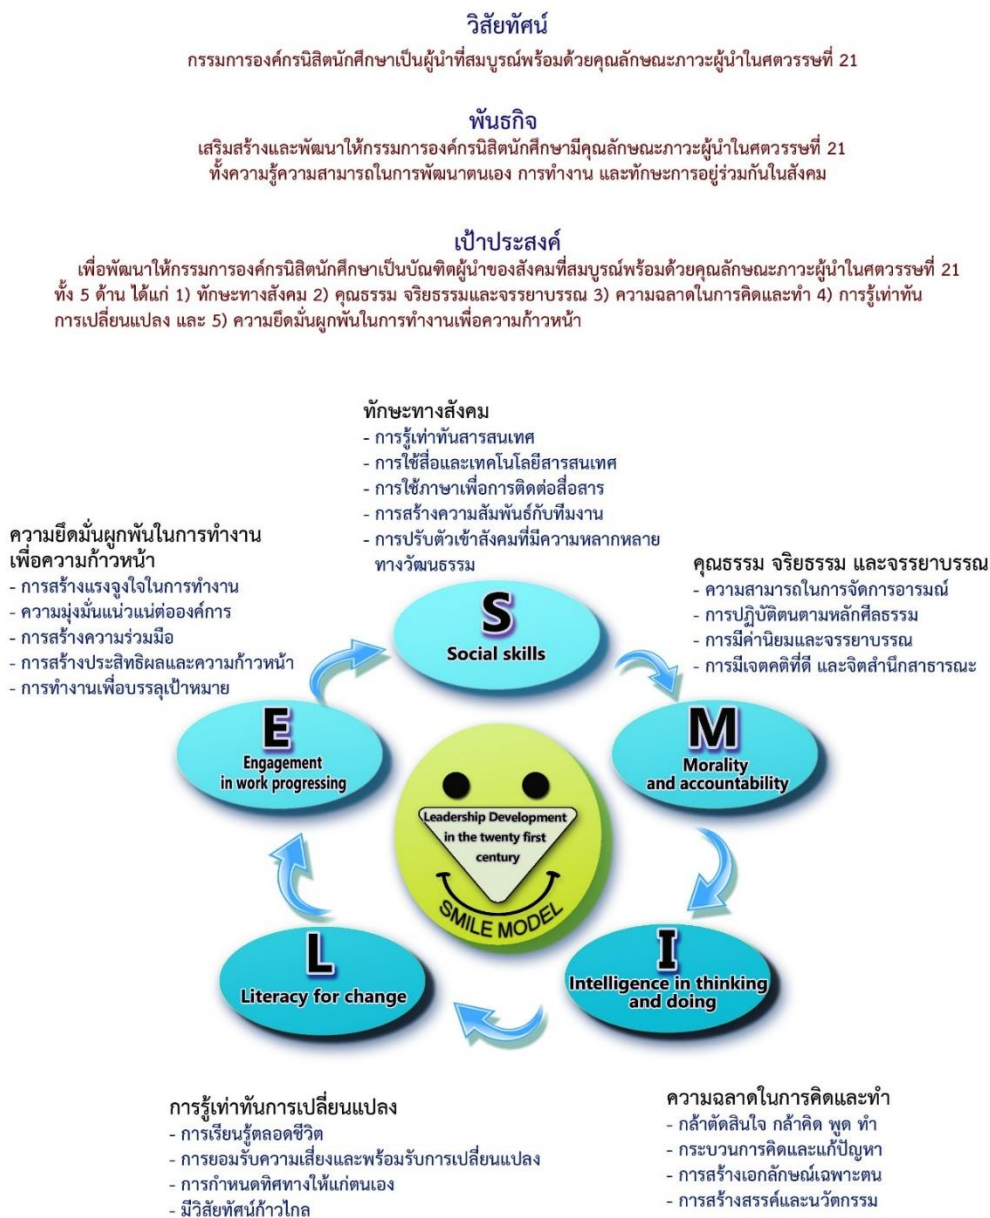 วิสัยทัศน์
กรรมการองค์กรนิสิตนักศึกษาเป็นผู้นำที่สมบูรณ์พร้อมด้วยคุณลักษณะภาวะผู้นำในศตวรรษที่ 21
พันธกิจ
เสริมสร้างและพัฒนาให้กรรมการองค์กรนิสิตนักศึกษามีคุณลักษณะภาวะผู้นำในศตวรรษที่ 21
ทั้งความรู้ความสามารถในการพัฒนาตนเอง การทำงาน และทักษะการอยู่ร่วมกันในสังคม
เป้าประสงค์
เพื่อพัฒนาให้กรรมการองค์กรนิสิตนักศึกษาเป็นบัณฑิตผู้นำของสังคมที่สมบูรณ์พร้อมด้วยคุณลักษณะภาวะผู้นำในศตวรรษที่ 21
ทั้ง 5 ด้าน ได้แก่ 1) ทักษะทางสังคม 2) คุณธรรม จริยธรรมและจรรยาบรรณ 3) ความฉลาดในการคิดและทำ 4) การรู้เท่าทัน
การเปลี่ยนแปลง และ 5) ความยึดมั่นผูกพันในการทำงานเพื่อความก้าวหน้า
ทักษะทางสังคม
- การรู้เท่าทันสารสนเทศ
- การใช้สื่อและเทคโนโลยีสารสนเทศ
- การใช้ภาษาเพื่อการติดต่อสื่อสาร
- การสร้างความสัมพันธ์กับทีมงาน
- การปรับตัวเข้าสังคมที่มีความหลากหลาย
ทางวัฒนธรรม
ความยึดมั่นผูกพันในการทำงาน
เพื่อความก้าวหน้า
- การสร้างแรงจูงใจในการทำงาน
- ความมุ่งมั่นแน่วแน่ต่อองค์การ
- การสร้างความร่วมมือ
- การสร้างประสิทธิผลและความก้าวหน้า
- การทำงานเพื่อบรรลุเป้าหมาย
คุณธรรม จริยธรรม และจรรยาบรรณ
- ความสามารถในการจัดการอารมณ์
- การปฏิบัติตนตามหลักศีลธรรม
- การมีค่านิยมและจรรยาบรรณ
- การมีเจตคติที่ดี และจิตสำนึกสาธารณะ
S
Social skills
E
Engagement
in work progressing
M
Morality
and accountability
Leadership Development
in the twenty first
century
SMILE MODEL
L
Literacy for change
I
Intelligence in thinking
and doing
การรู้เท่าทันการเปลี่ยนแปลง
- การเรียนรู้ตลอดชีวิต
- การยอมรับความเสี่ยงและพร้อมรับการเปลี่ยนแปลง
- การกำหนดทิศทางให้แก่ตนเอง
- มีวิสัยทัศน์ก้าวไกล
ความฉลาดในการคิดและทำ
- กล้าตัดสินใจ กล้าคิด พูด ทำ
- กระบวนการคิดและแก้ปัญหา
- การสร้างเอกลักษณ์เฉพาะตน
- การสร้างสรรค์และนวัตกรรม